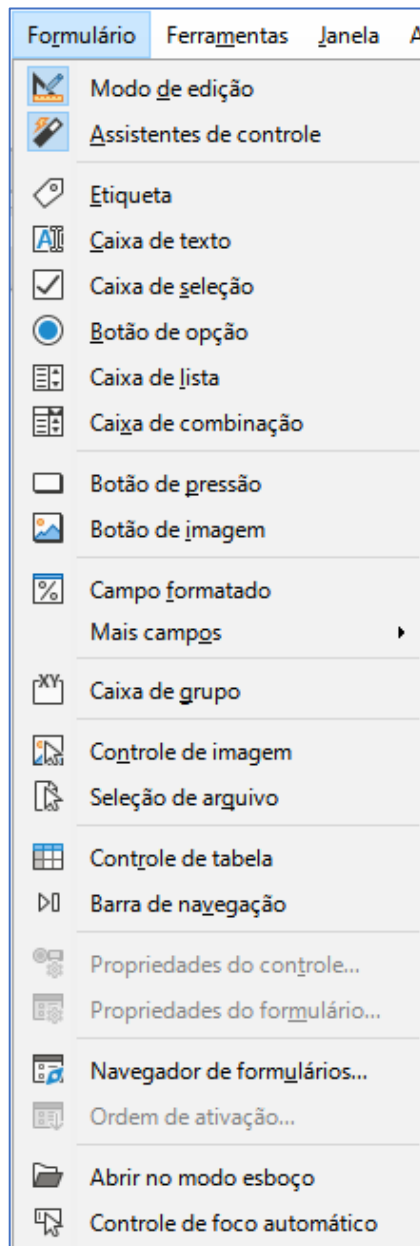 Formulário Ferramentas Janela
Modo de edição
Assistentes de controle
Etiqueta
Caixa de texto
Caixa de seleção
Botão de opção
Caixa de lista
Caixa de combinação
Botão de pressão
Botão de imagem
Campo formatado
Mais campos
Caixa de grupo
Controle de imagem
Seleção de arquivo
Controle de tabela
Barra de navegação
Propriedades do controle...
Propriedades do formulário...
Navegador de formulários...
Ordem de ativação...
Abrir no modo esboço
Controle de foco automático